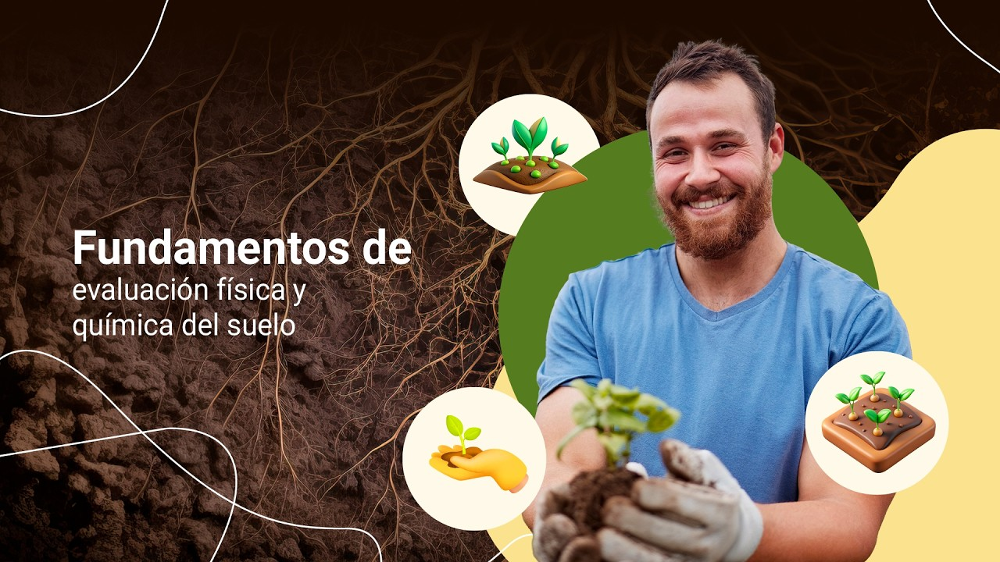 Fundamentos de
evaluación física y
química del suelo